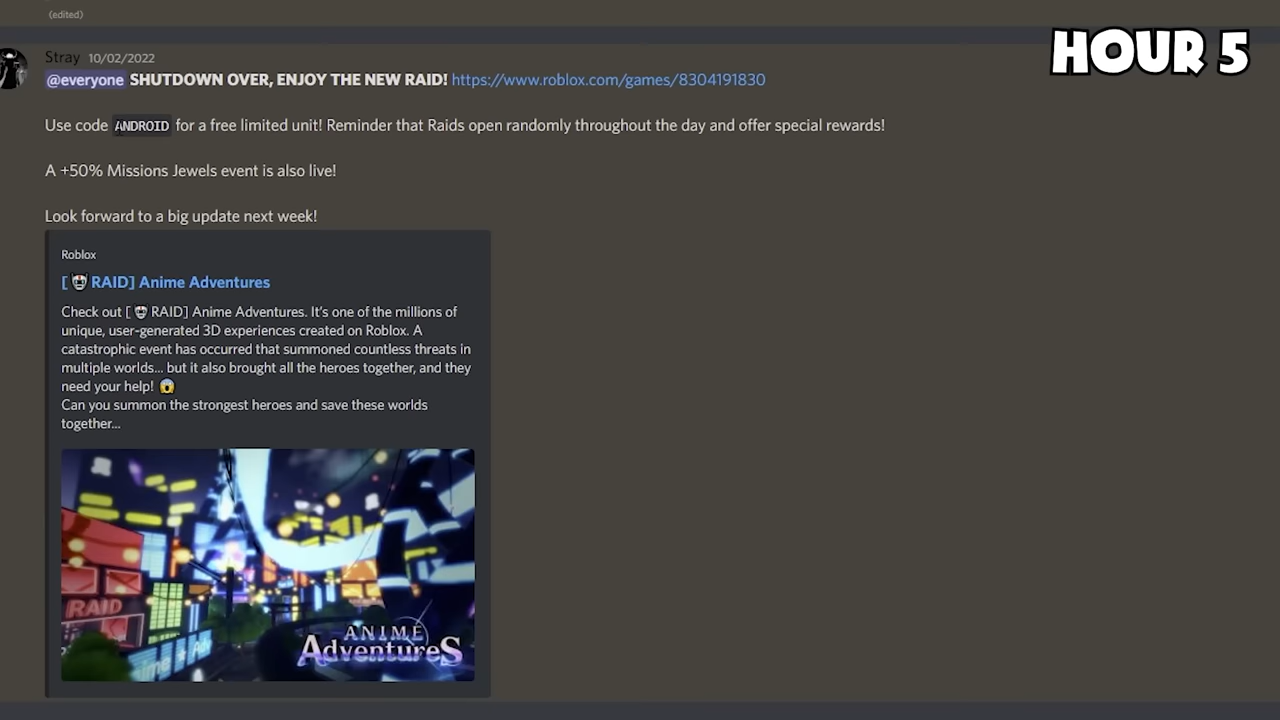 (edited)
HOUR 5
Stray 10/02/2022
@everyone SHUTDOWN OVER, ENJOY THE NEW RAID! https://www.roblox.com/games/8304191830
Use code ANDROID for a free limited unit! Reminder that Raids open randomly throughout the day and offer special rewards!
A +50% Missions Jewels event is also live!
Look forward to a big update next week!
Roblox
[ RAID] Anime Adventures
Check out [ RAID] Anime Adventures. It's one of the millions of
unique, user-generated 3D experiences created on Roblox. A
catastrophic event has occurred that summoned countless threats in
multiple worlds... but it also brought all the heroes together, and they
need your help! 😱
Can you summon the strongest heroes and save these worlds
together...
RAID
ANIME
AdventureS